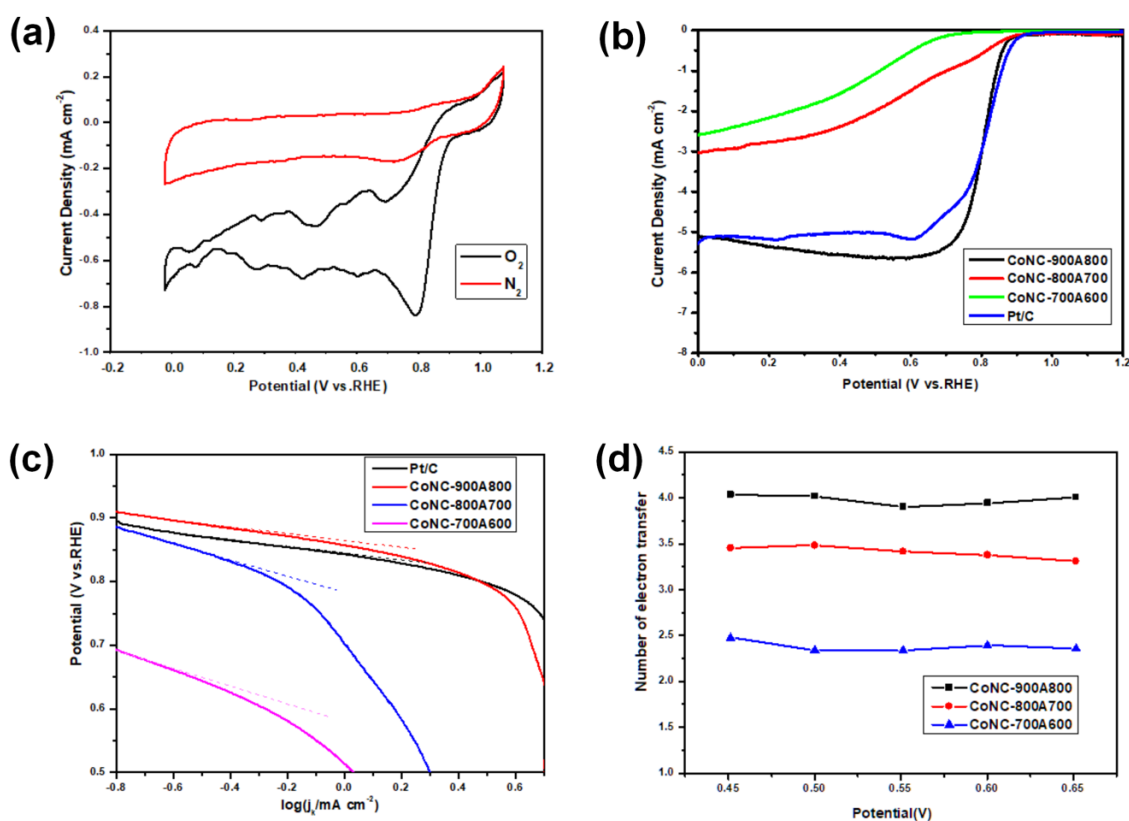 (a)
Current Density (mA cm⁻²)
0.4
0.2
0.0
-0.2
-0.4
-0.6
-0.8
-1.0
-0.2 0.0 0.2 0.4 0.6 0.8 1.0 1.2
Potential (V vs.RHE)
O₂
N₂
(b)
Current Density (mA cm⁻²)
0
-1
-2
-3
-4
-5
-6
-7
-8
0.0 0.2 0.4 0.6 0.8 1.0 1.2
Potential (V vs.RHE)
CoNC-900A800
CoNC-800A700
CoNC-700A600
Pt/C
(c)
Potential (V vs.RHE)
1.0
0.9
0.8
0.7
0.6
0.5
-0.8 -0.6 -0.4 -0.2 0.0 0.2 0.4 0.6
log(jₖ/mA cm⁻²)
Pt/C
CoNC-900A800
CoNC-800A700
CoNC-700A600
(d)
Number of electron transfer
4.5
4.0
3.5
3.0
2.5
2.0
1.5
1.0
0.45 0.50 0.55 0.60 0.65
Potential(V)
CoNC-900A800
CoNC-800A700
CoNC-700A600